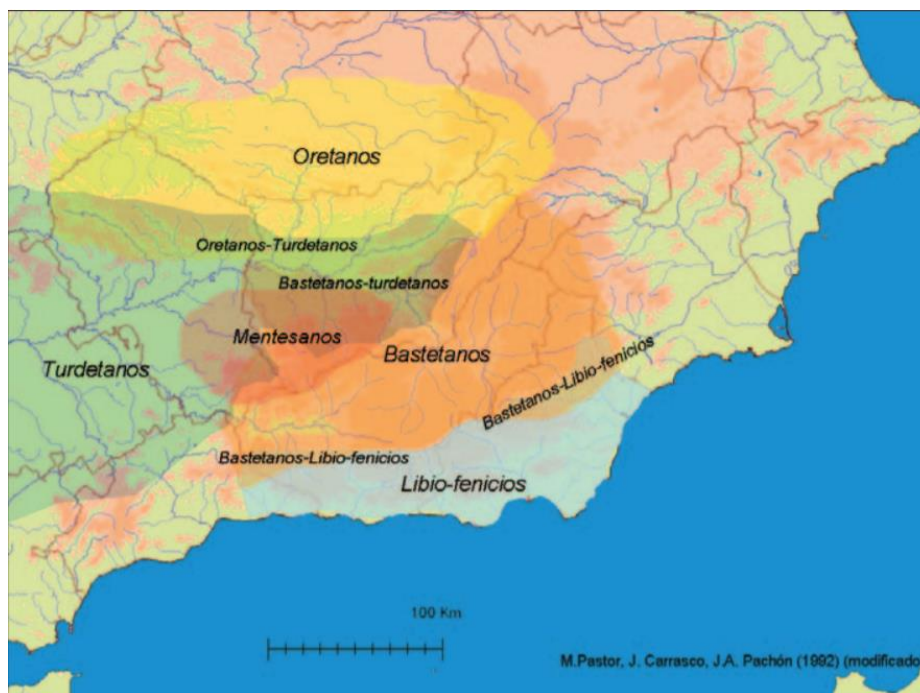 Oretanos
Oretanos-Turdetanos
Bastetanos-turdetanos
Mentesanos
Bastetanos
Turdetanos
Bastetanos-Libio-fenicios
Bastetanos-Libio-fenicios
Libio-fenicios
100 Km
M.Pastor, J. Carrasco, J.A. Pachón (1992) (modificado